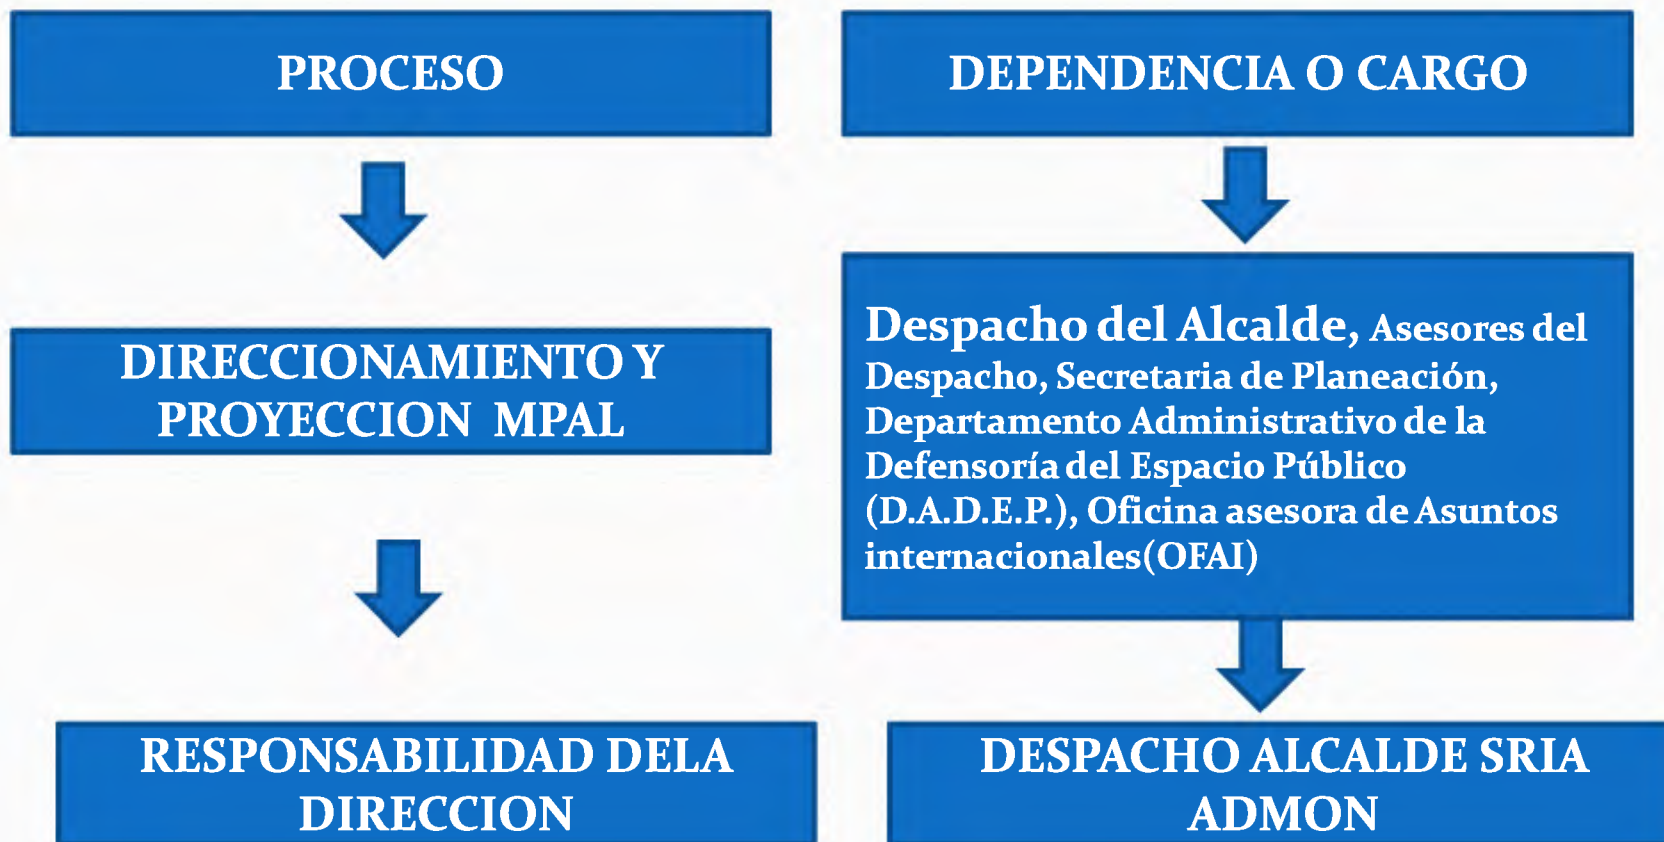 PROCESO
DEPENDENCIA O CARGO
DIRECCIONAMIENTO Y
PROYECCION MPAL
Despacho del Alcalde, Asesores del
Despacho, Secretaria de Planeación,
Departamento Administrativo de la
Defensoría del Espacio Público
(D.A.D.E.P.), Oficina asesora de Asuntos
internacionales(OFAI)
RESPONSABILIDAD DELA
DIRECCION
DESPACHO ALCALDE SRIA
ADMON